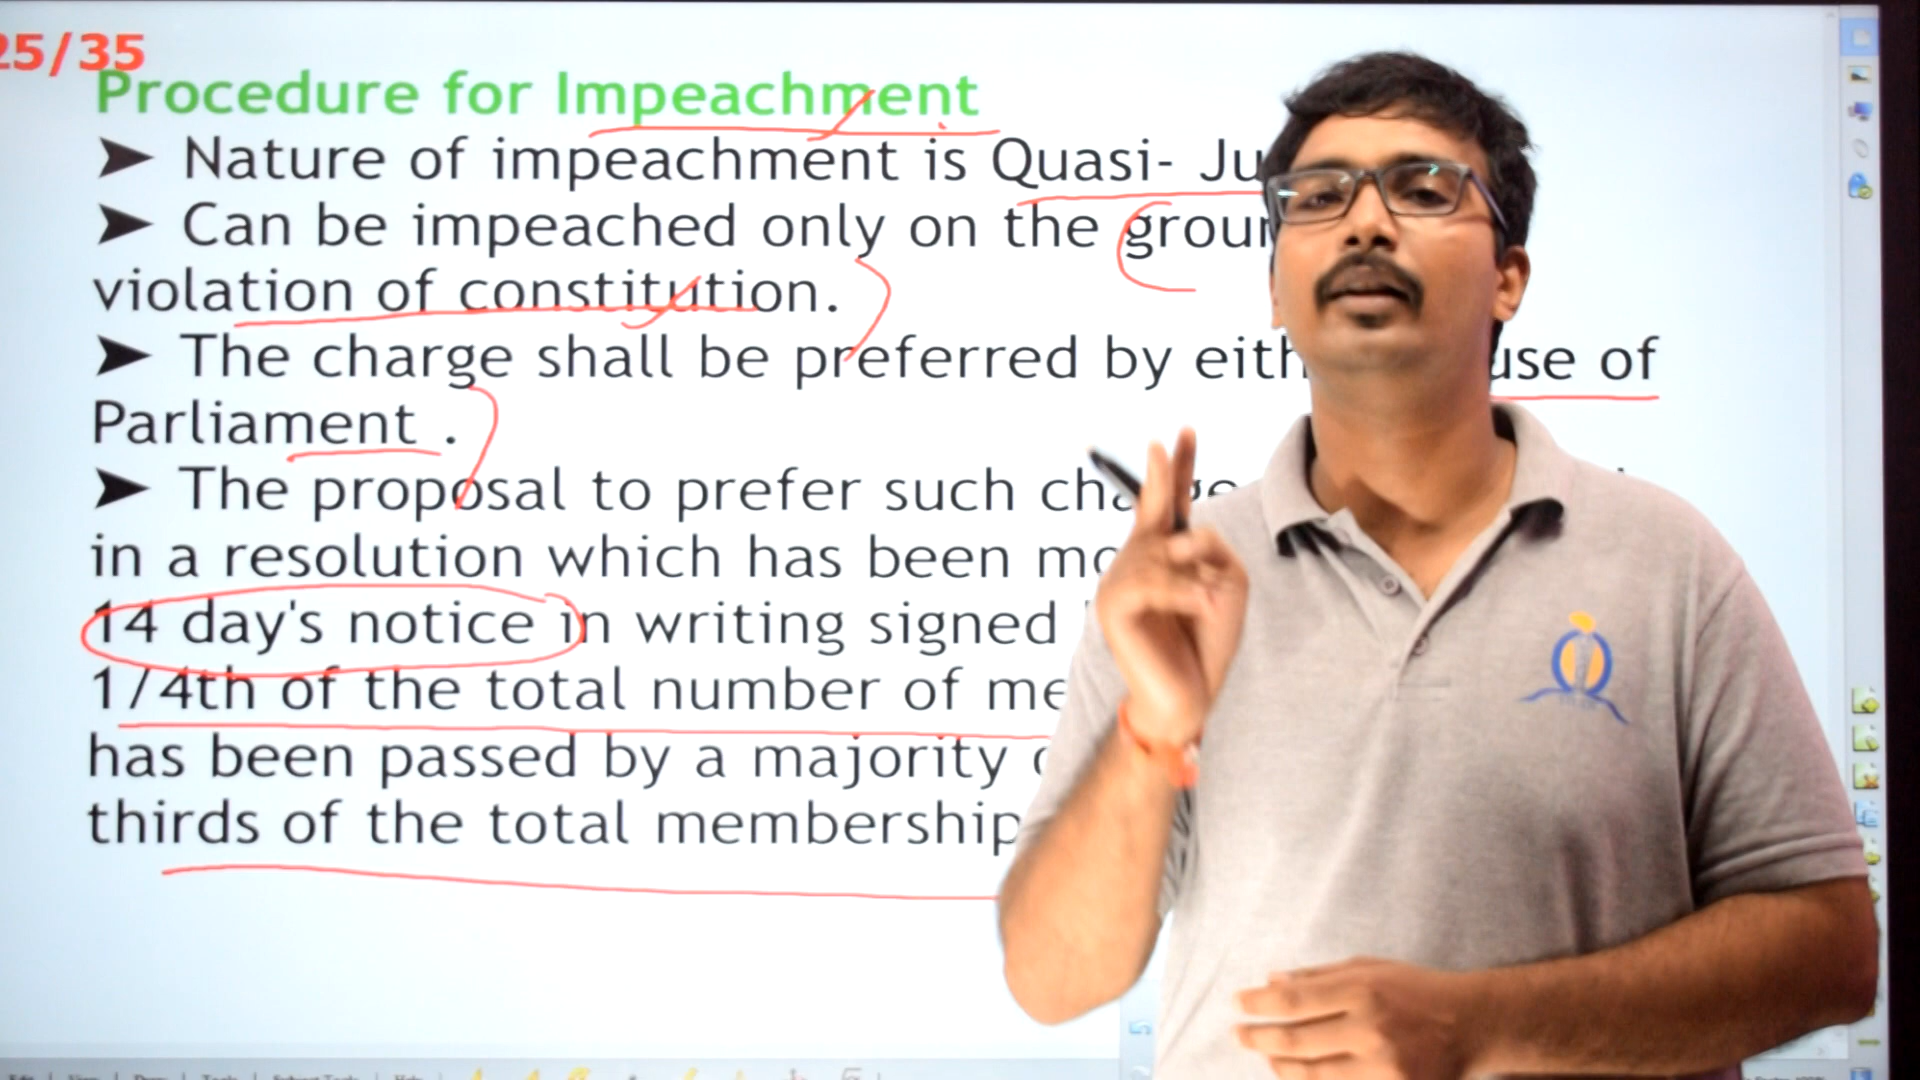 25/35
Procedure for Impeachment
➤ Nature of impeachment is Quasi- Ju
➤ Can be impeached only on the groun
violation of constitution.
➤ The charge shall be preferred by eith use of
Parliament .
➤ The proposal to prefer such cha ge
in a resolution which has been mo
14 day's notice in writing signed
1/4th of the total number of me
has been passed by a majority
thirds of the total membership